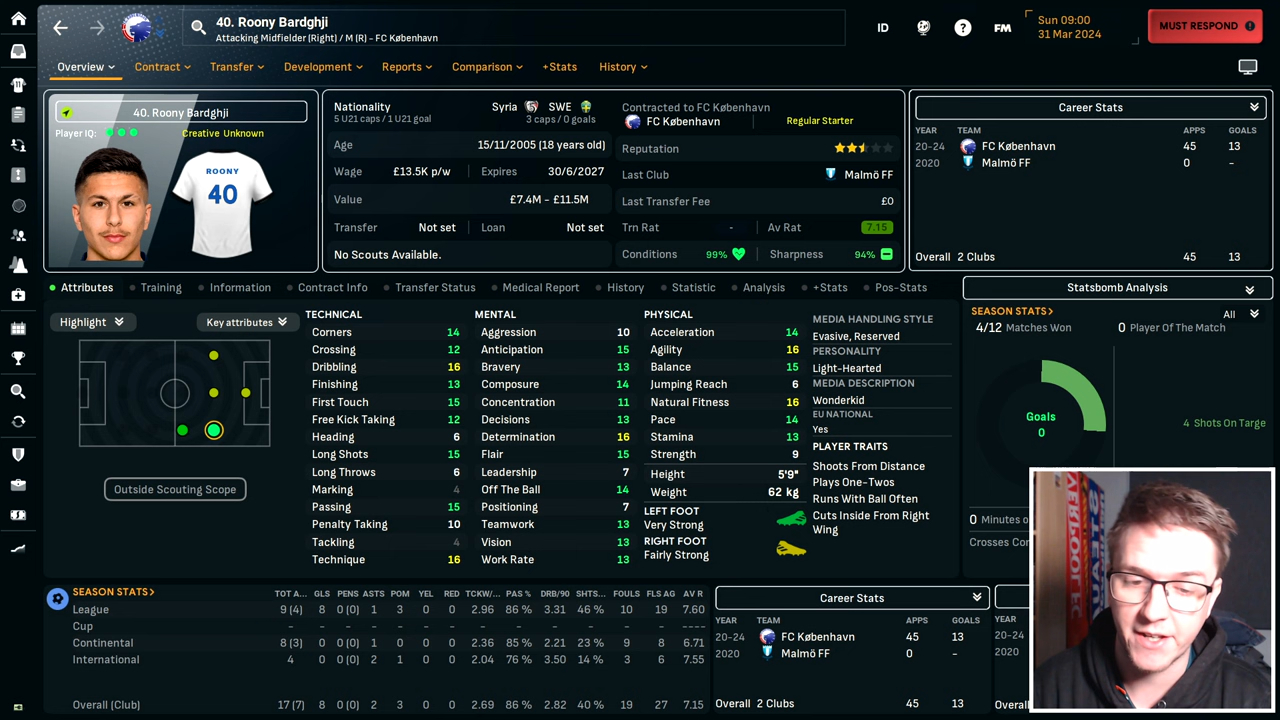 40. Roony Bardghji
Attacking Midfielder (Right) / M (R) - FC København
ID
FM
Sun 09:00
31 Mar 2024
MUST RESPOND
Overview
Contract
Transfer
Development
Reports
Comparison
+Stats
History
40. Roony Bardghji
Player IQ:
Creative Unknown
ROONY
40
Nationality
Syria
SWE
5 U21 caps / 1 U21 goal
3 caps / 0 goals
Age
15/11/2005 (18 years old)
Wage £13.5K p/w Expires 30/6/2027
Value £7.4M - £11.5M
Transfer Not set Loan Not set
No Scouts Available.
Contracted to FC København
FC København
Regular Starter
Reputation
Last Club Malmö FF
Last Transfer Fee £0
Trn Rat - Av Rat 7.15
Conditions 99% Sharpness 94%
Career Stats
YEAR TEAM APPS GOALS
20-24 FC København 45 13
2020 Malmö FF 0 -
Overall 2 Clubs 45 13
Attributes
Training
Information
Contract Info
Transfer Status
Medical Report
History
Statistic
Analysis
+Stats
Pos-Stats
Highlight
Key attributes
Outside Scouting Scope
TECHNICAL
Corners 14
Crossing 12
Dribbling 16
Finishing 13
First Touch 15
Free Kick Taking 12
Heading 6
Long Shots 15
Long Throws 6
Marking 4
Passing 15
Penalty Taking 10
Tackling 4
Technique 16
MENTAL
Aggression 10
Anticipation 15
Bravery 13
Composure 14
Concentration 11
Decisions 13
Determination 16
Flair 15
Leadership 7
Off The Ball 14
Positioning 7
Teamwork 13
Vision 13
Work Rate 13
PHYSICAL
Acceleration 14
Agility 16
Balance 15
Jumping Reach 6
Natural Fitness 16
Pace 14
Stamina 13
Strength 9
Height 5'9"
Weight 62 kg
LEFT FOOT
Very Strong
RIGHT FOOT
Fairly Strong
MEDIA HANDLING STYLE
Evasive, Reserved
PERSONALITY
Light-Hearted
MEDIA DESCRIPTION
Wonderkid
EU NATIONAL
Yes
PLAYER TRAITS
Shoots From Distance
Plays One-Twos
Runs With Ball Often
Cuts Inside From Right
Wing
Statsbomb Analysis
SEASON STATS>
All
4/12 Matches Won
0 Player Of The Match
Goals
0
4 Shots On Targe
0 Minutes
Crosses
SEASON STATS>
TOT A... GLS PENS ASTS POM YEL RED TCKW/... PAS % DRB/90 SHTS... FOULS FLS AG AV R
League 9 (4) 8 0 (0) 1 3 0 0 2.96 86 % 3.31 46 % 10 19 7.60
Cup - - - - - - - - - - - - - ----
Continental 8 (3) 0 0 (0) 1 0 0 0 2.36 85 % 2.21 23 % 9 8 6.71
International 4 0 0 (0) 2 1 0 0 2.04 76 % 3.50 14 % 3 6 7.55
Overall (Club) 17 (7) 8 0 (0) 2 3 0 0 2.69 86 % 2.82 40 % 19 27 7.15
Career Stats
YEAR TEAM APPS GOALS
20-24 FC København 45 13
2020 Malmö FF 0 -
Overall 2 Clubs 45 13
YEAR
20-24
2020